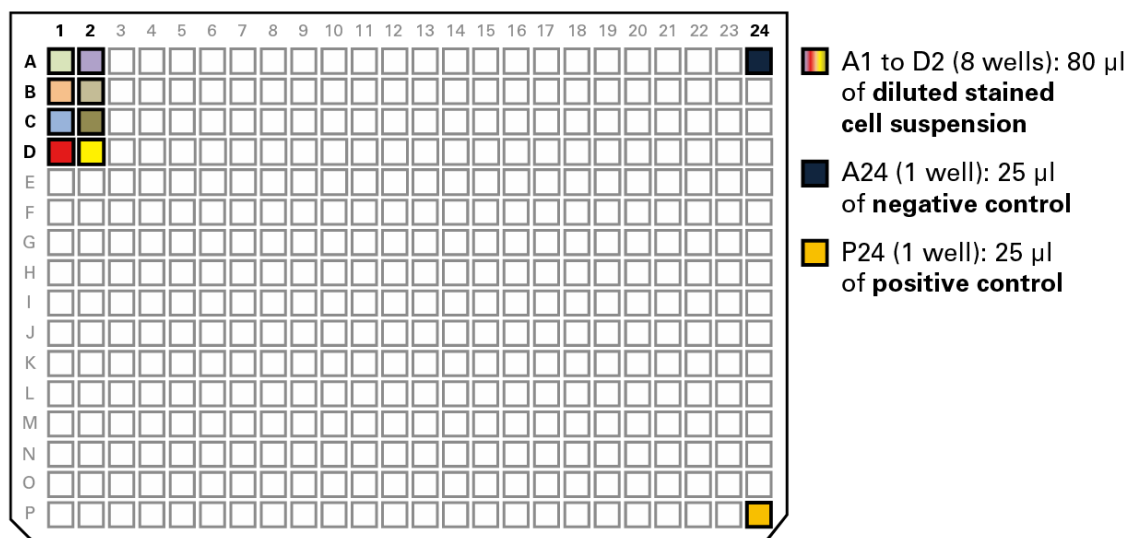 1 2 3 4 5 6 7 8 9 10 11 12 13 14 15 16 17 18 19 20 21 22 23 24
A
B
C
D
E
F
G
H
I
J
K
L
M
N
O
P
A1 to D2 (8 wells): 80 µl
of diluted stained
cell suspension
A24 (1 well): 25 µl
of negative control
P24 (1 well): 25 µl
of positive control